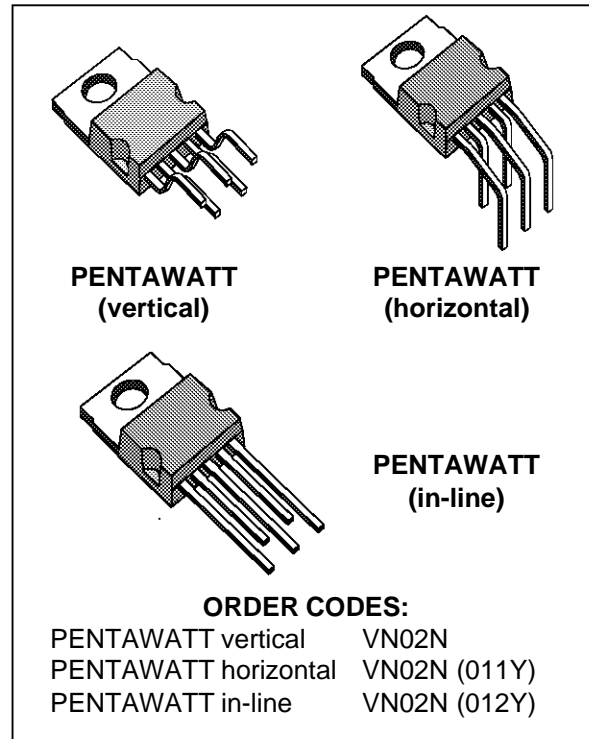 PENTAWATT
(vertical)
PENTAWATT
(horizontal)
PENTAWATT
(in-line)
ORDER CODES:
PENTAWATT vertical VN02N
PENTAWATT horizontal VN02N (011Y)
PENTAWATT in-line VN02N (012Y)